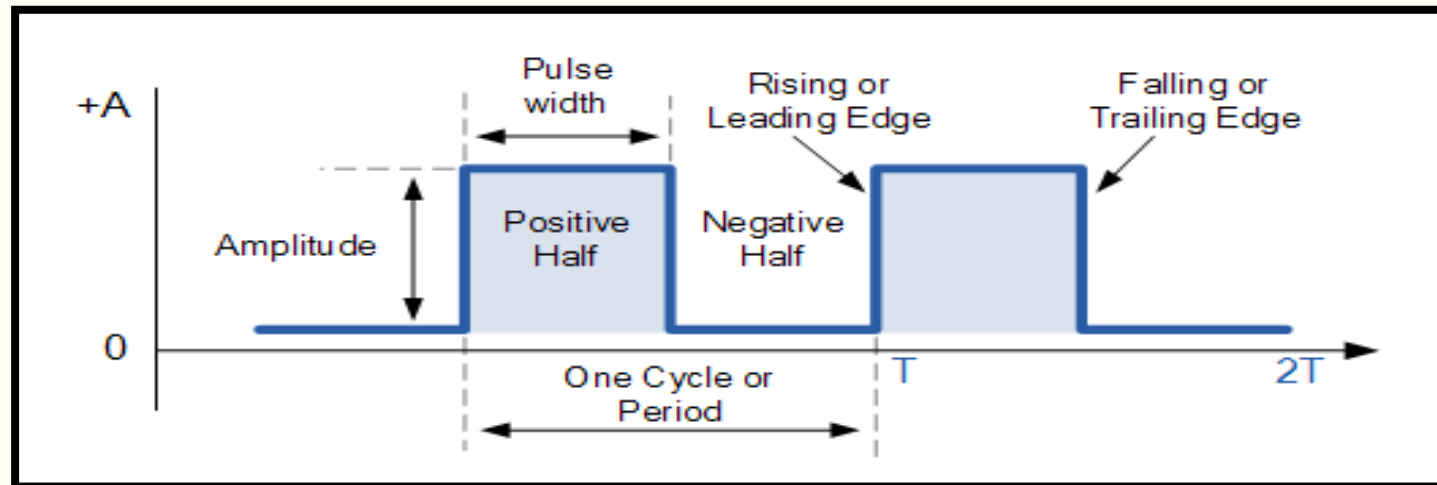 Pulse
width
+A
Rising or
Leading Edge
Falling or
Trailing Edge
Amplitude
Positive
Half
Negative
Half
0
T
2T
One Cycle or
Period